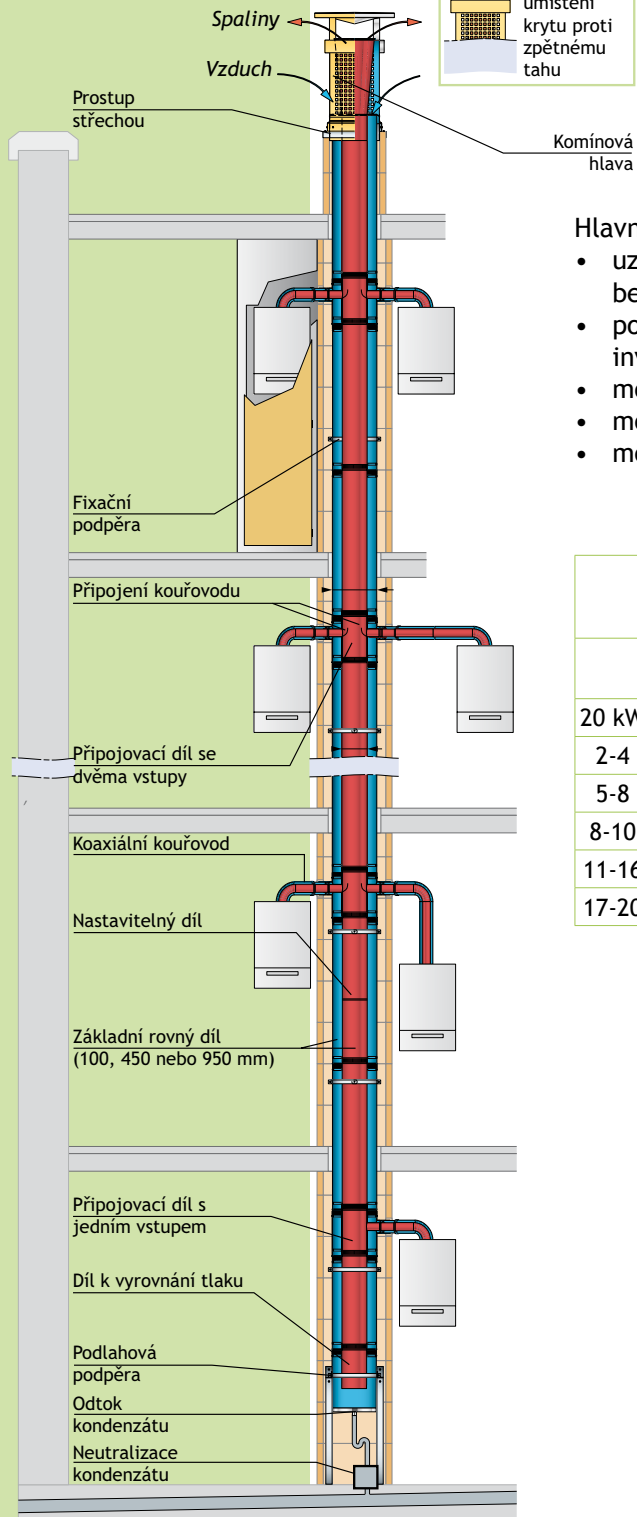 Spaliny
umístění
krytu proti
zpětnému
tahu
Vzduch
Prostup
střechou
Komínová
hlava
Hlavn
• uz
be
• po
inv
• mo
• mo
• mo
Fixační
podpěra
Připojení kouřovodu
20 kW
2-4
5-8
8-10
11-16
17-20
Připojovací díl se
dvěma vstupy
Koaxiální kouřovod
Nastavitelný díl
Základní rovný díl
(100, 450 nebo 950 mm)
Připojovací díl s
jedním vstupem
Díl k vyrovnání tlaku
Podlahová
podpěra
Odtok
kondenzátu
Neutralizace
kondenzátu